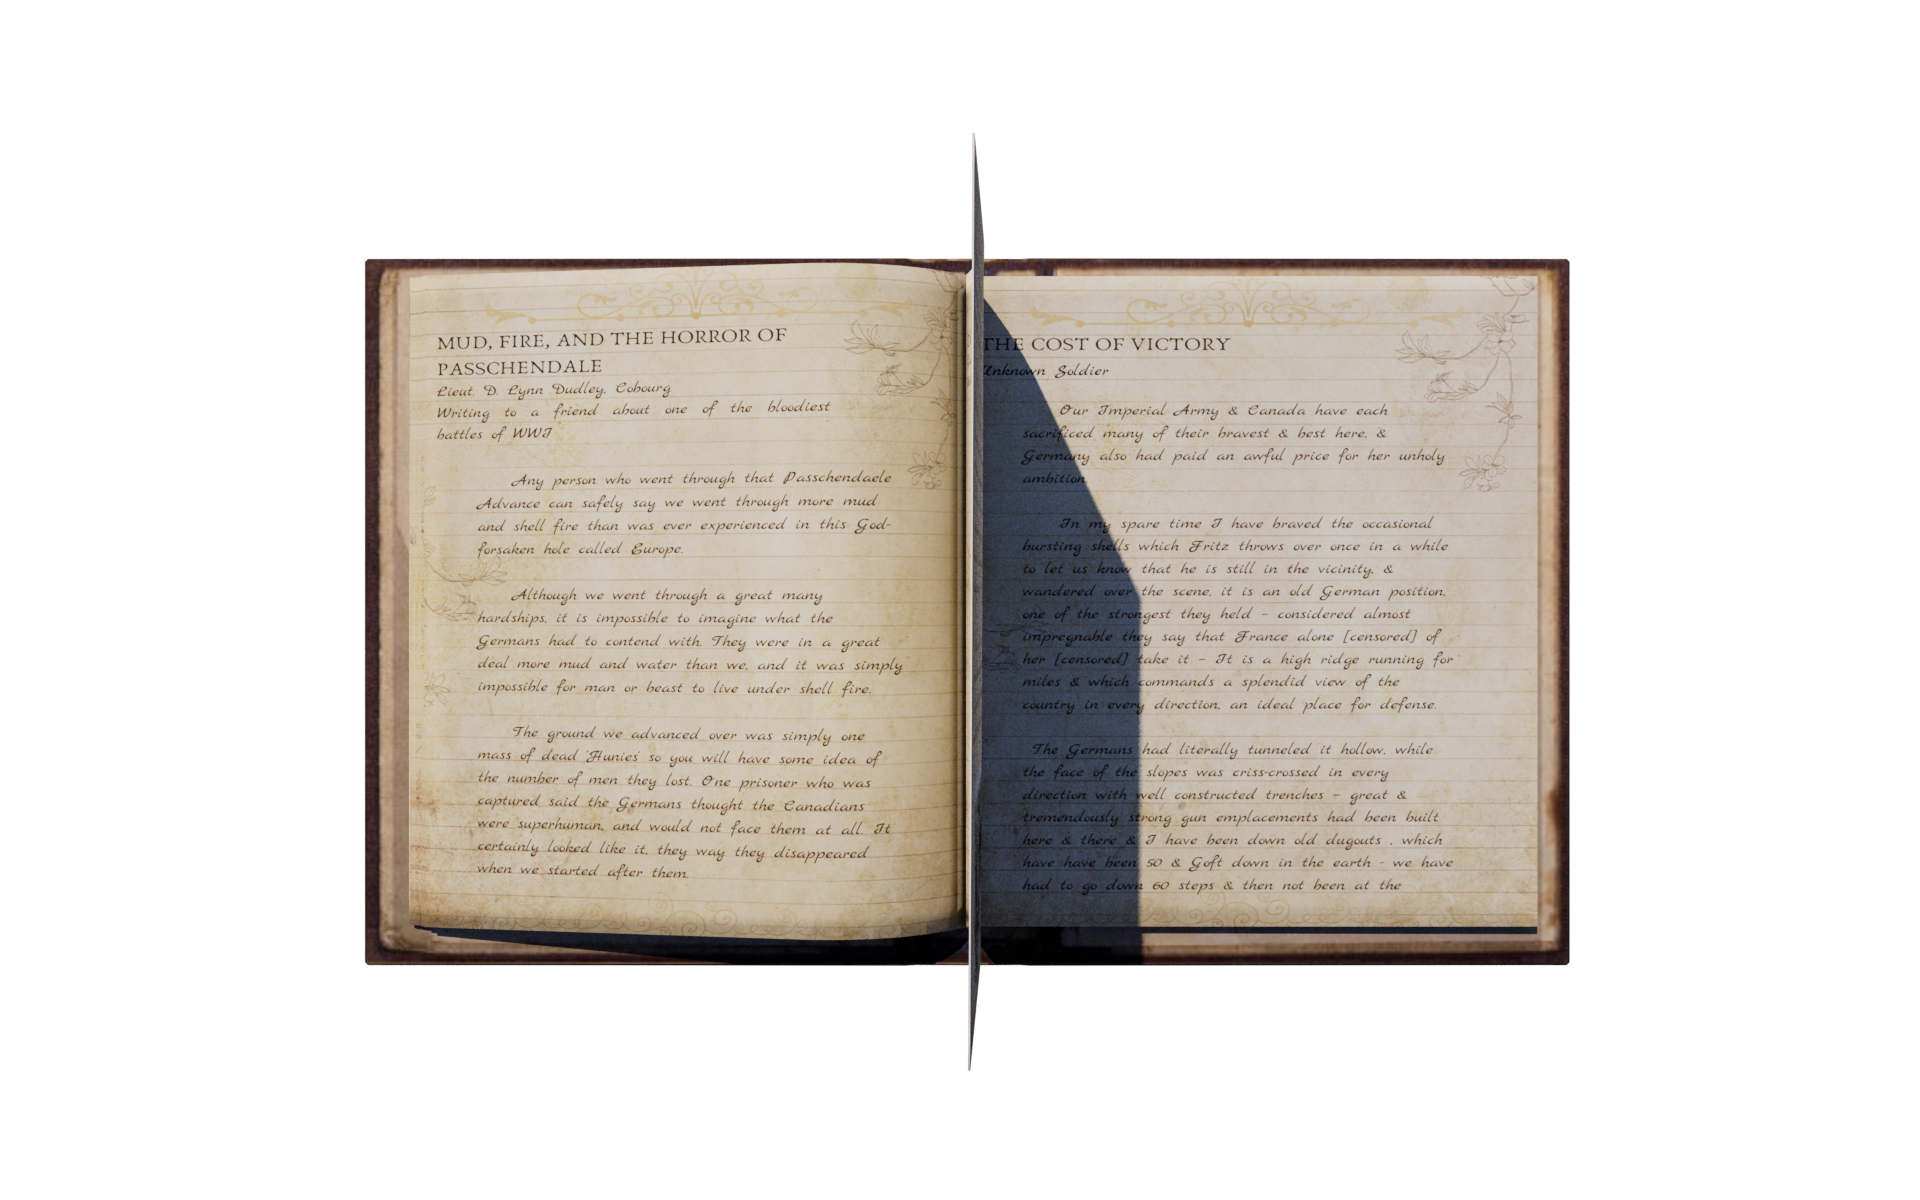 MUD, FIRE, AND THE HORROR OF
PASSCHENDALE
Lieut. D. Lynn Dudley, Cobourg
Writing to a friend about one of the bloodiest
battles of WWI
Any person who went through that Passchendaele
Advance can safely say we went through more mud
and shell fire than was ever experienced in this God-
forsaken hole called Europe.
Although we went through a great many
hardships, it is impossible to imagine what the
Germans had to contend with. They were in a great
deal more mud and water than we, and it was simply
impossible for man or beast to live under shell fire.
The ground we advanced over was simply one
mass of dead 'Hunies' so you will have some idea of
the number of men they lost. One prisoner who was
captured said the Germans thought the Canadians
were superhuman, and would not face them at all. It
certainly looked like it, they way they disappeared
when we started after them.
THE COST OF VICTORY
Unknown Soldier
Our Imperial Army & Canada have each
sacrificed many of their bravest & best here, &
Germany also had paid an awful price for her unholy
ambition.
In my spare time I have braved the occasional
bursting shells which Fritz throws over once in a while
to let us know that he is still in the vicinity, &
wandered over the scene, it is an old German position,
one of the strongest they held – considered almost
impregnable they say that France alone [censored] of
her [censored] take it – It is a high ridge running for
miles & which commands a splendid view of the
country in every direction, an ideal place for defense.
The Germans had literally tunneled it hollow, while
the face of the slopes was criss-crossed in every
direction with well constructed trenches – great &
tremendously strong gun emplacements had been built
here & there & I have been down old dugouts , which
have have been 50 & Goft down in the earth - we have
had to go down 60 steps & then not been at the